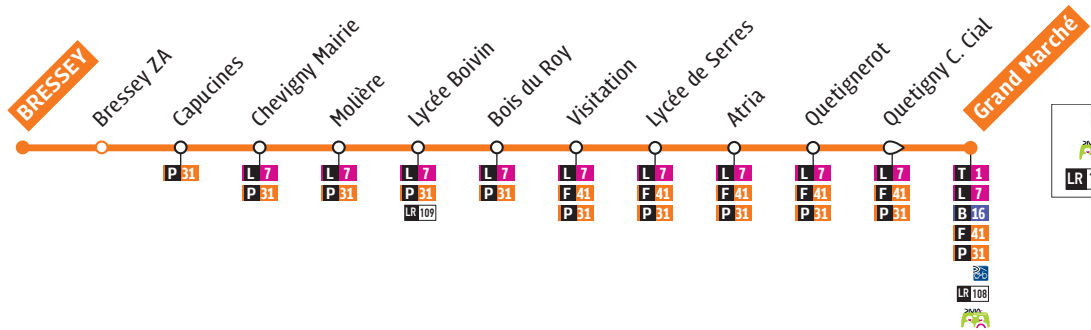 BRESSEY
Bressey ZA
Capucines
Chevigny Mairie
Molière
Lycée Boivin
Bois du Roy
Visitation
Lycée de Serres
Atria
Quetignerot
Quetigny C. Cial
Grand Marché
P 31
L 7
P 31
L 7
P 31
L 7
P 31
LR 109
L 7
P 31
L 7
F 41
P 31
L 7
F 41
P 31
L 7
F 41
P 31
L 7
F 41
P 31
L 7
F 41
P 31
T 1
L 7
B 16
F 41
P 31
LR 108
LR